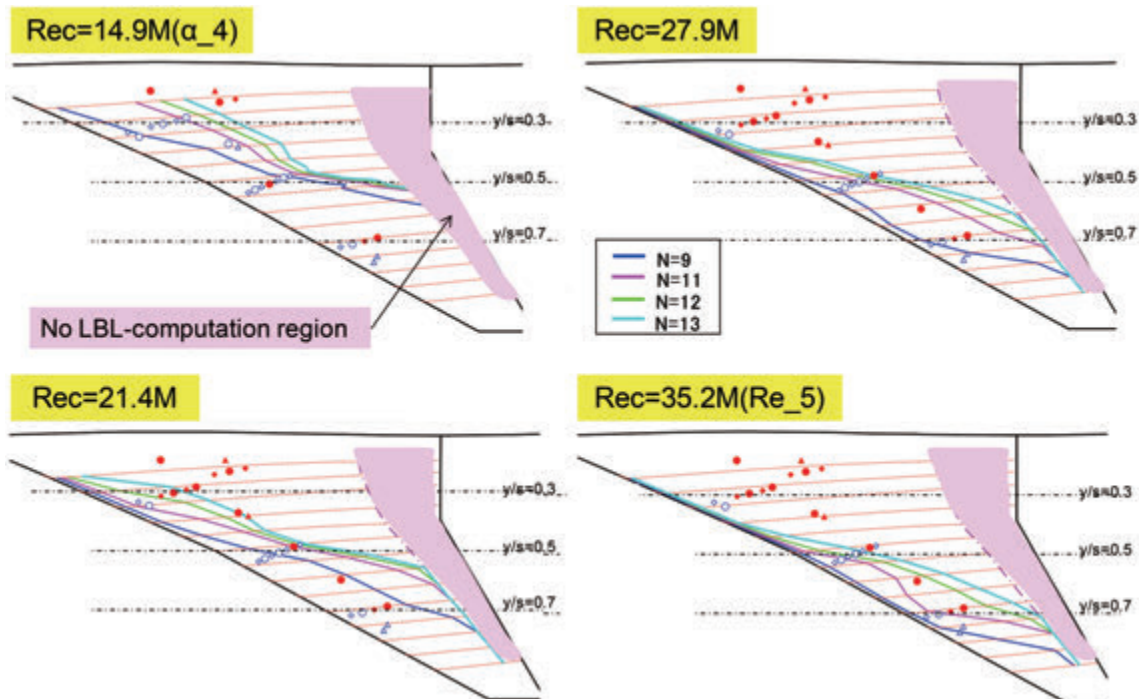 Rec=14.9M(α_4)
y/s=0.3
y/s=0.5
y/s=0.7
No LBL-computation region
Rec=27.9M
y/s=0.3
y/s=0.5
y/s=0.7
N=9
N=11
N=12
N=13
Rec=21.4M
y/s=0.3
y/s=0.5
y/s=0.7
Rec=35.2M(Re_5)
y/s=0.3
y/s=0.5
y/s=0.7